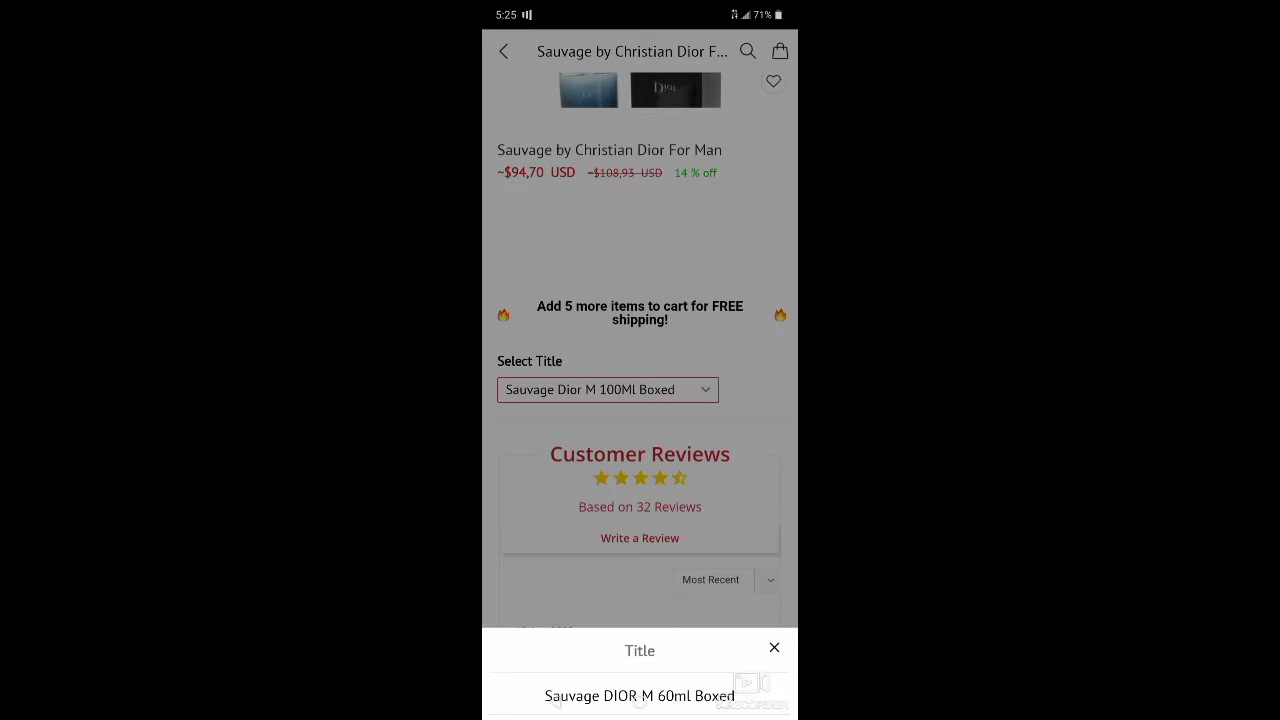 5:25
71%
Sauvage by Christian Dior F...
Dior
Sauvage by Christian Dior For Man
~$94,70 USD ~$108,93 USD 14 % off
Add 5 more items to cart for FREE
shipping!
Select Title
Sauvage Dior M 100Ml Boxed
Customer Reviews
Based on 32 Reviews
Write a Review
Most Recent
Title
Sauvage DIOR M 60ml Boxed
RECORDER